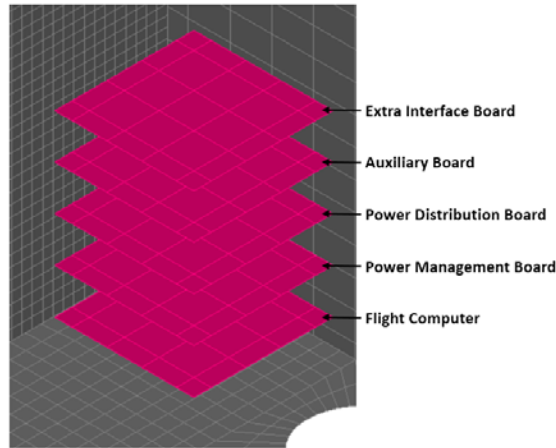 Extra Interface Board
Auxiliary Board
Power Distribution Board
Power Management Board
Flight Computer